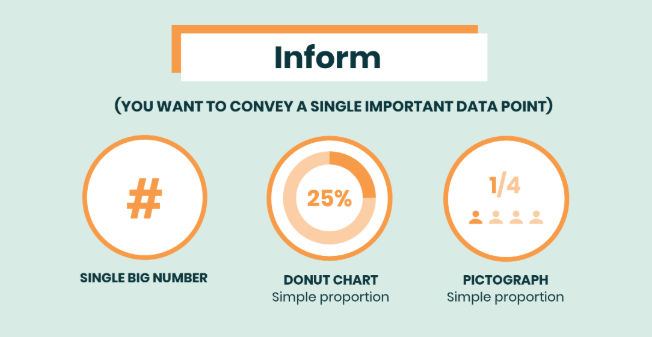 Inform
(YOU WANT TO CONVEY A SINGLE IMPORTANT DATA POINT)
#
25%
1/4
SINGLE BIG NUMBER
DONUT CHART
Simple proportion
PICTOGRAPH
Simple proportion